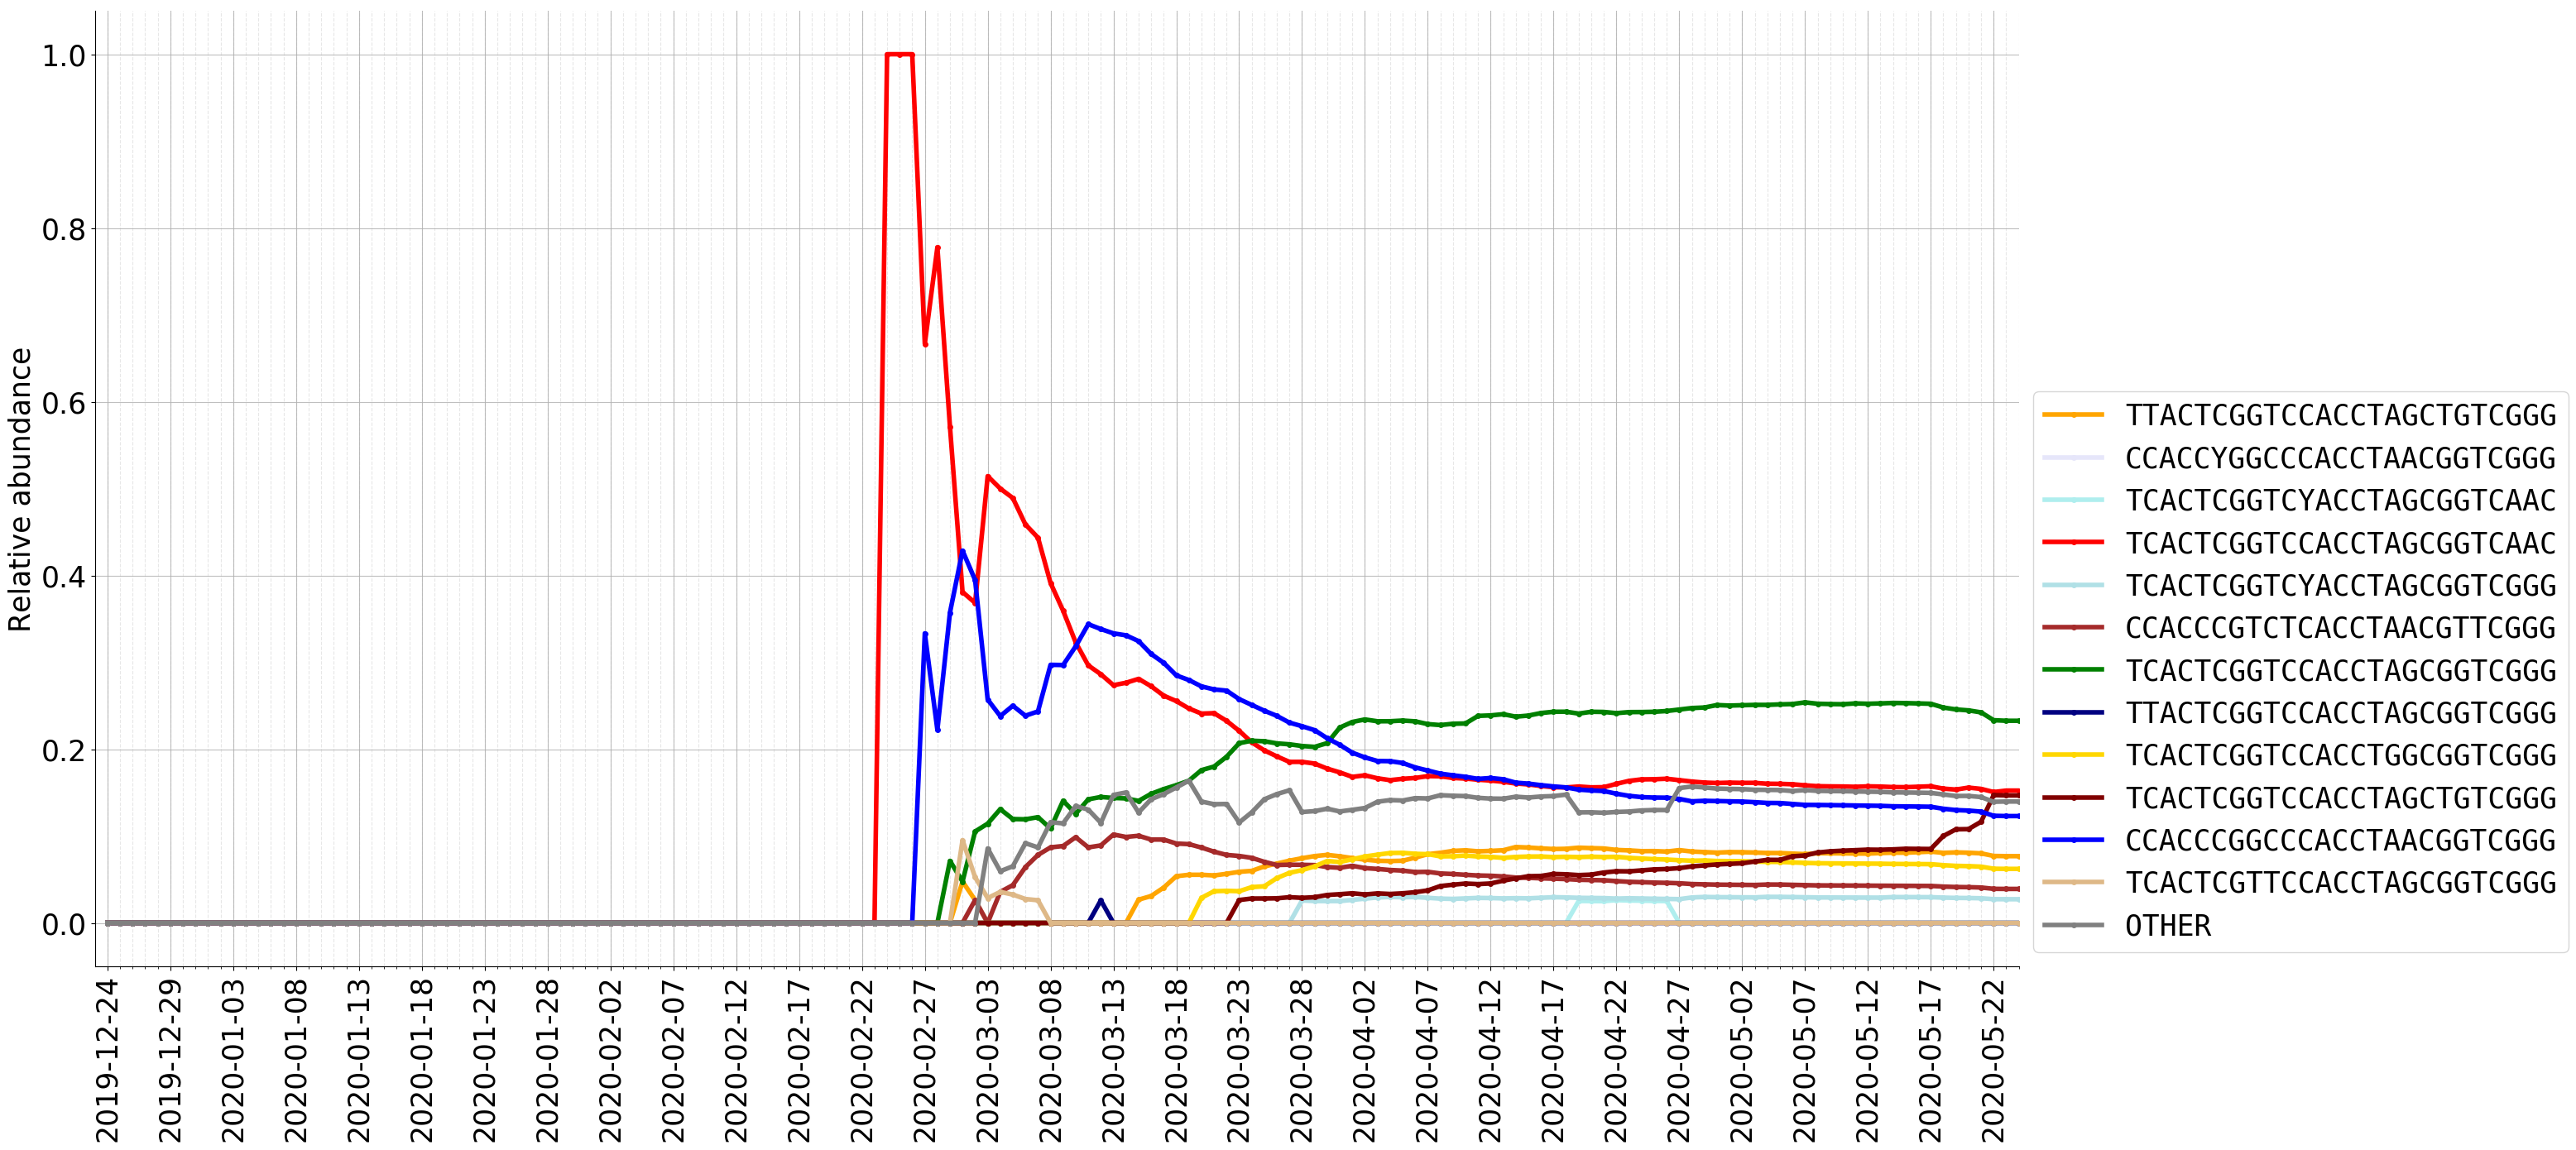 Relative abundance
1.0
0.8
0.6
0.4
0.2
0.0
2019-12-24
2019-12-29
2020-01-03
2020-01-08
2020-01-13
2020-01-18
2020-01-23
2020-01-28
2020-02-02
2020-02-07
2020-02-12
2020-02-17
2020-02-22
2020-02-27
2020-03-03
2020-03-08
2020-03-13
2020-03-18
2020-03-23
2020-03-28
2020-04-02
2020-04-07
2020-04-12
2020-04-17
2020-04-22
2020-04-27
2020-05-02
2020-05-07
2020-05-12
2020-05-17
2020-05-22
TTACTCGGTCCACCTAGCTGTCGGG
CCACCYGGCCCACCTAACGGTCGGG
TCACTCGGTCYACCTAGCGGTCAAC
TCACTCGGTCCACCTAGCGGTCAAC
TCACTCGGTCYACCTAGCGGTCGGG
CCACCCGTCTCACCTAACGTTCGGG
TCACTCGGTCCACCTAGCGGTCGGG
TTACTCGGTCCACCTAGCGGTCGGG
TCACTCGGTCCACCTGGCGGTCGGG
TCACTCGGTCCACCTAGCTGTCGGG
CCACCCGGCCCACCTAACGGTCGGG
TCACTCGTTCCACCTAGCGGTCGGG
OTHER